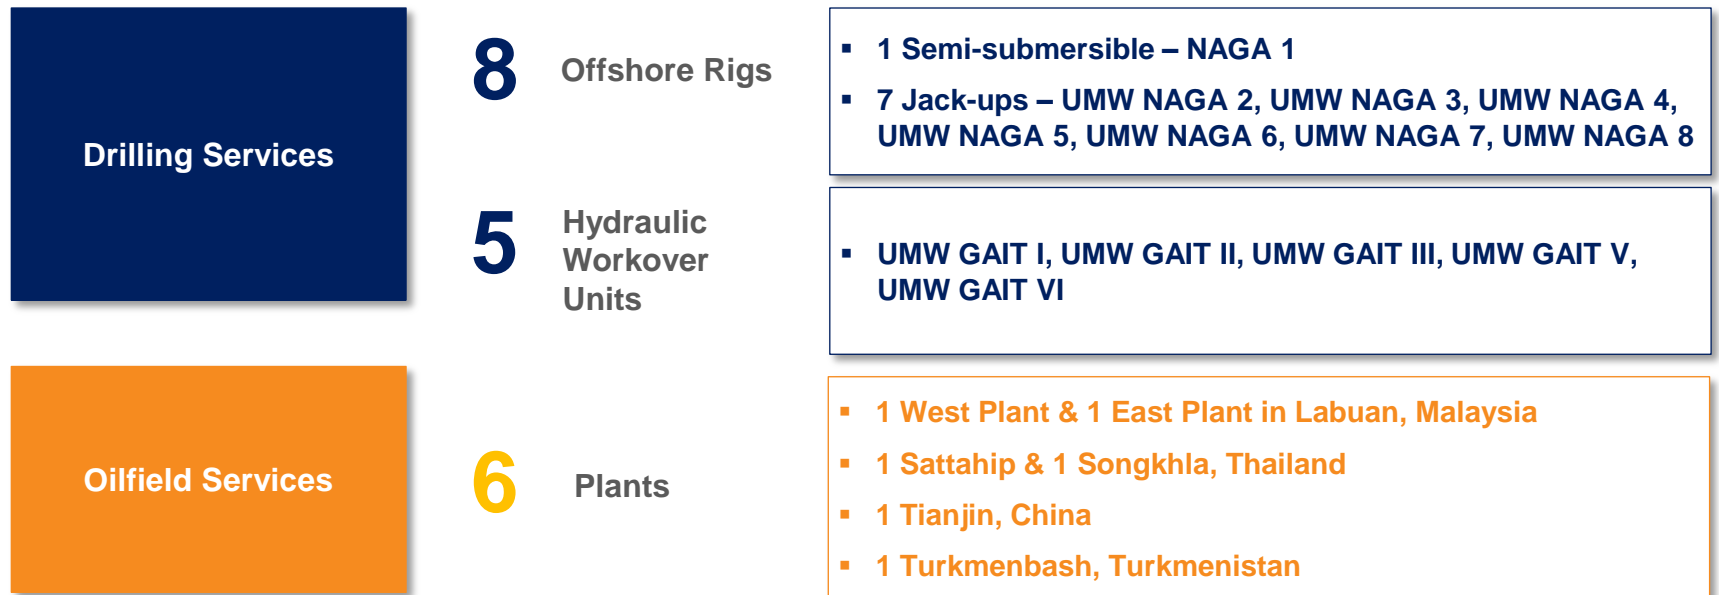 Drilling Services
8
Offshore Rigs
▪ 1 Semi-submersible – NAGA 1
▪ 7 Jack-ups – UMW NAGA 2, UMW NAGA 3, UMW NAGA 4,
UMW NAGA 5, UMW NAGA 6, UMW NAGA 7, UMW NAGA 8
5
Hydraulic
Workover
Units
▪ UMW GAIT I, UMW GAIT II, UMW GAIT III, UMW GAIT V,
UMW GAIT VI
Oilfield Services
6
Plants
▪ 1 West Plant & 1 East Plant in Labuan, Malaysia
▪ 1 Sattahip & 1 Songkhla, Thailand
▪ 1 Tianjin, China
▪ 1 Turkmenbash, Turkmenistan